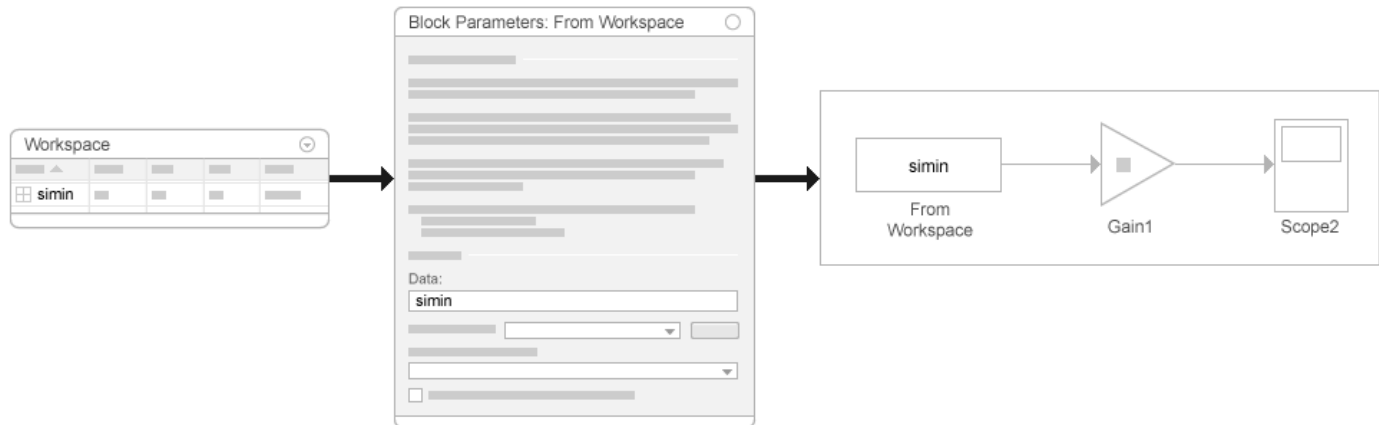 Workspace
simin
Block Parameters: From Workspace
Data:
simin
simin
From
Workspace
Gain1
Scope2